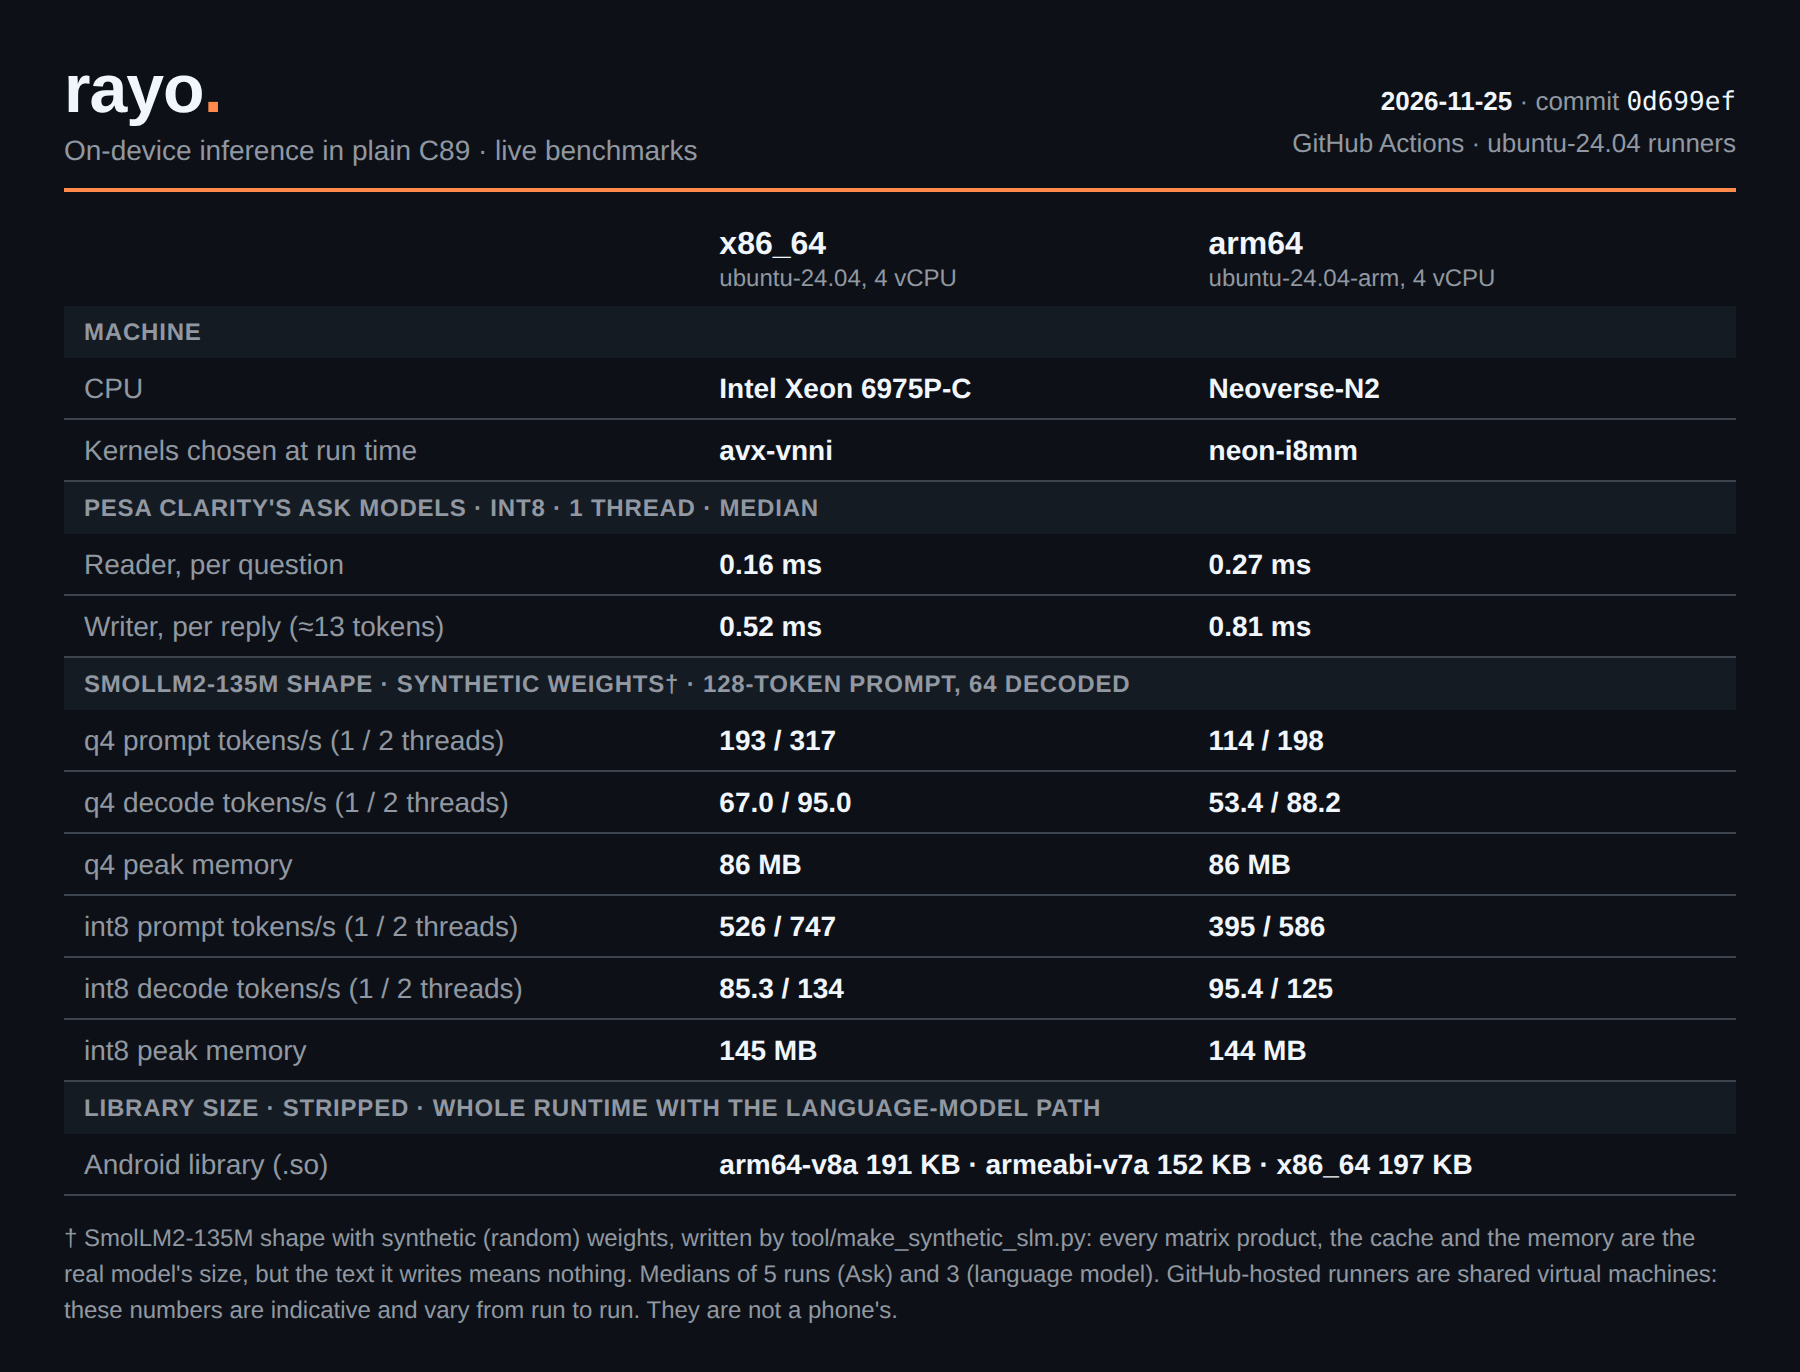 rayo.
On-device inference in plain C89 · live benchmarks
2026-11-25 · commit 0d699ef
GitHub Actions · ubuntu-24.04 runners
x86_64 arm64
ubuntu-24.04, 4 vCPU ubuntu-24.04-arm, 4 vCPU
MACHINE
CPU Intel Xeon 6975P-C Neoverse-N2
Kernels chosen at run time avx-vnni neon-i8mm
PESA CLARITY'S ASK MODELS · INT8 · 1 THREAD · MEDIAN
Reader, per question 0.16 ms 0.27 ms
Writer, per reply (≈13 tokens) 0.52 ms 0.81 ms
SMOLLM2-135M SHAPE · SYNTHETIC WEIGHTS† · 128-TOKEN PROMPT, 64 DECODED
q4 prompt tokens/s (1 / 2 threads) 193 / 317 114 / 198
q4 decode tokens/s (1 / 2 threads) 67.0 / 95.0 53.4 / 88.2
q4 peak memory 86 MB 86 MB
int8 prompt tokens/s (1 / 2 threads) 526 / 747 395 / 586
int8 decode tokens/s (1 / 2 threads) 85.3 / 134 95.4 / 125
int8 peak memory 145 MB 144 MB
LIBRARY SIZE · STRIPPED · WHOLE RUNTIME WITH THE LANGUAGE-MODEL PATH
Android library (.so) arm64-v8a 191 KB · armeabi-v7a 152 KB · x86_64 197 KB
† SmolLM2-135M shape with synthetic (random) weights, written by tool/make_synthetic_slm.py: every matrix product, the cache and the memory are the
real model's size, but the text it writes means nothing. Medians of 5 runs (Ask) and 3 (language model). GitHub-hosted runners are shared virtual machines:
these numbers are indicative and vary from run to run. They are not a phone's.